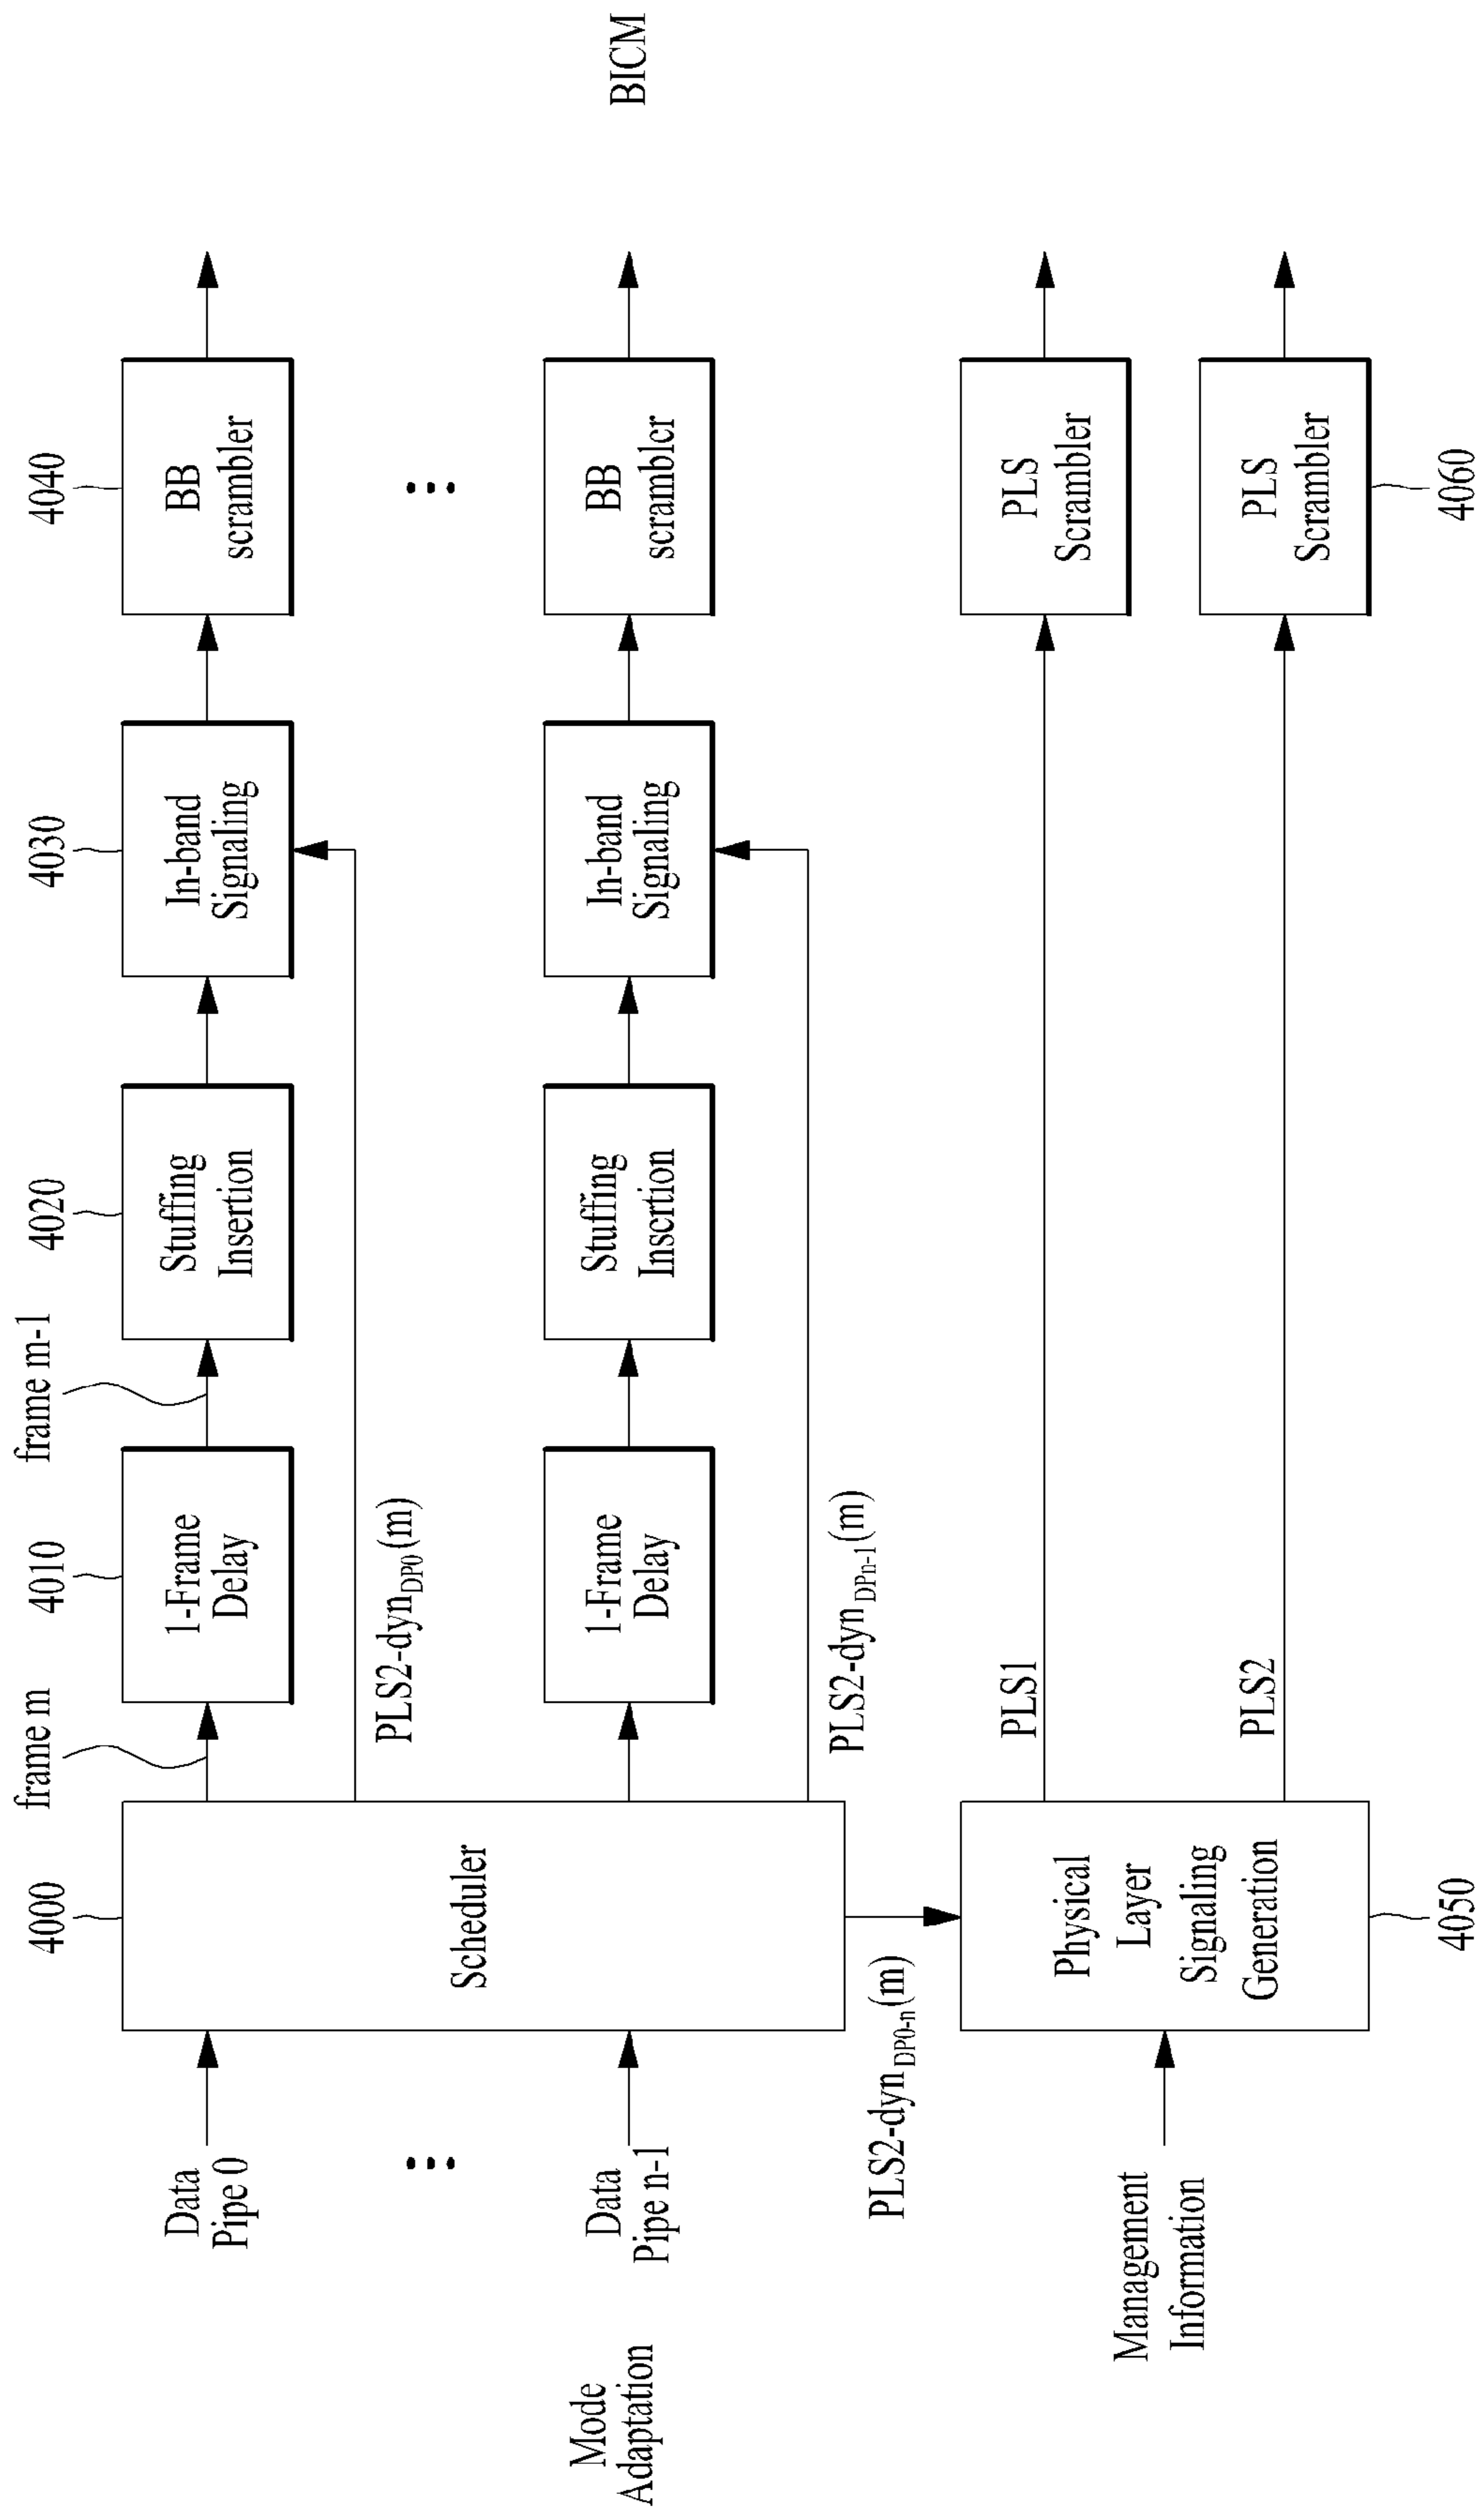 frame m
frame m-1
4000
4010
4020
4030
4040
Data
Pipe 0
1-Frame
Delay
Stuffing
Insertion
In-band
Signaling
BB
scrambler
PLS2-dynDP0(m)
Scheduler
Mode
Adaptation
Data
Pipe n-1
1-Frame
Delay
Stuffing
Insertion
In-band
Signaling
BB
scrambler
BICM
PLS2-dynDPn-1(m)
PLS2-dynDP0-n(m)
Management
Information
Physical
Layer
Signaling
Generation
PLS1
PLS
Scrambler
PLS2
PLS
Scrambler
4050
4060